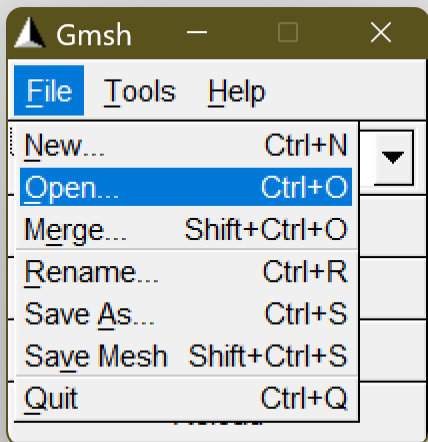 Gmsh
File Tools Help
New... Ctrl+N
Open... Ctrl+O
Merge... Shift+Ctrl+O
Rename... Ctrl+R
Save As... Ctrl+S
Save Mesh Shift+Ctrl+S
Quit Ctrl+Q